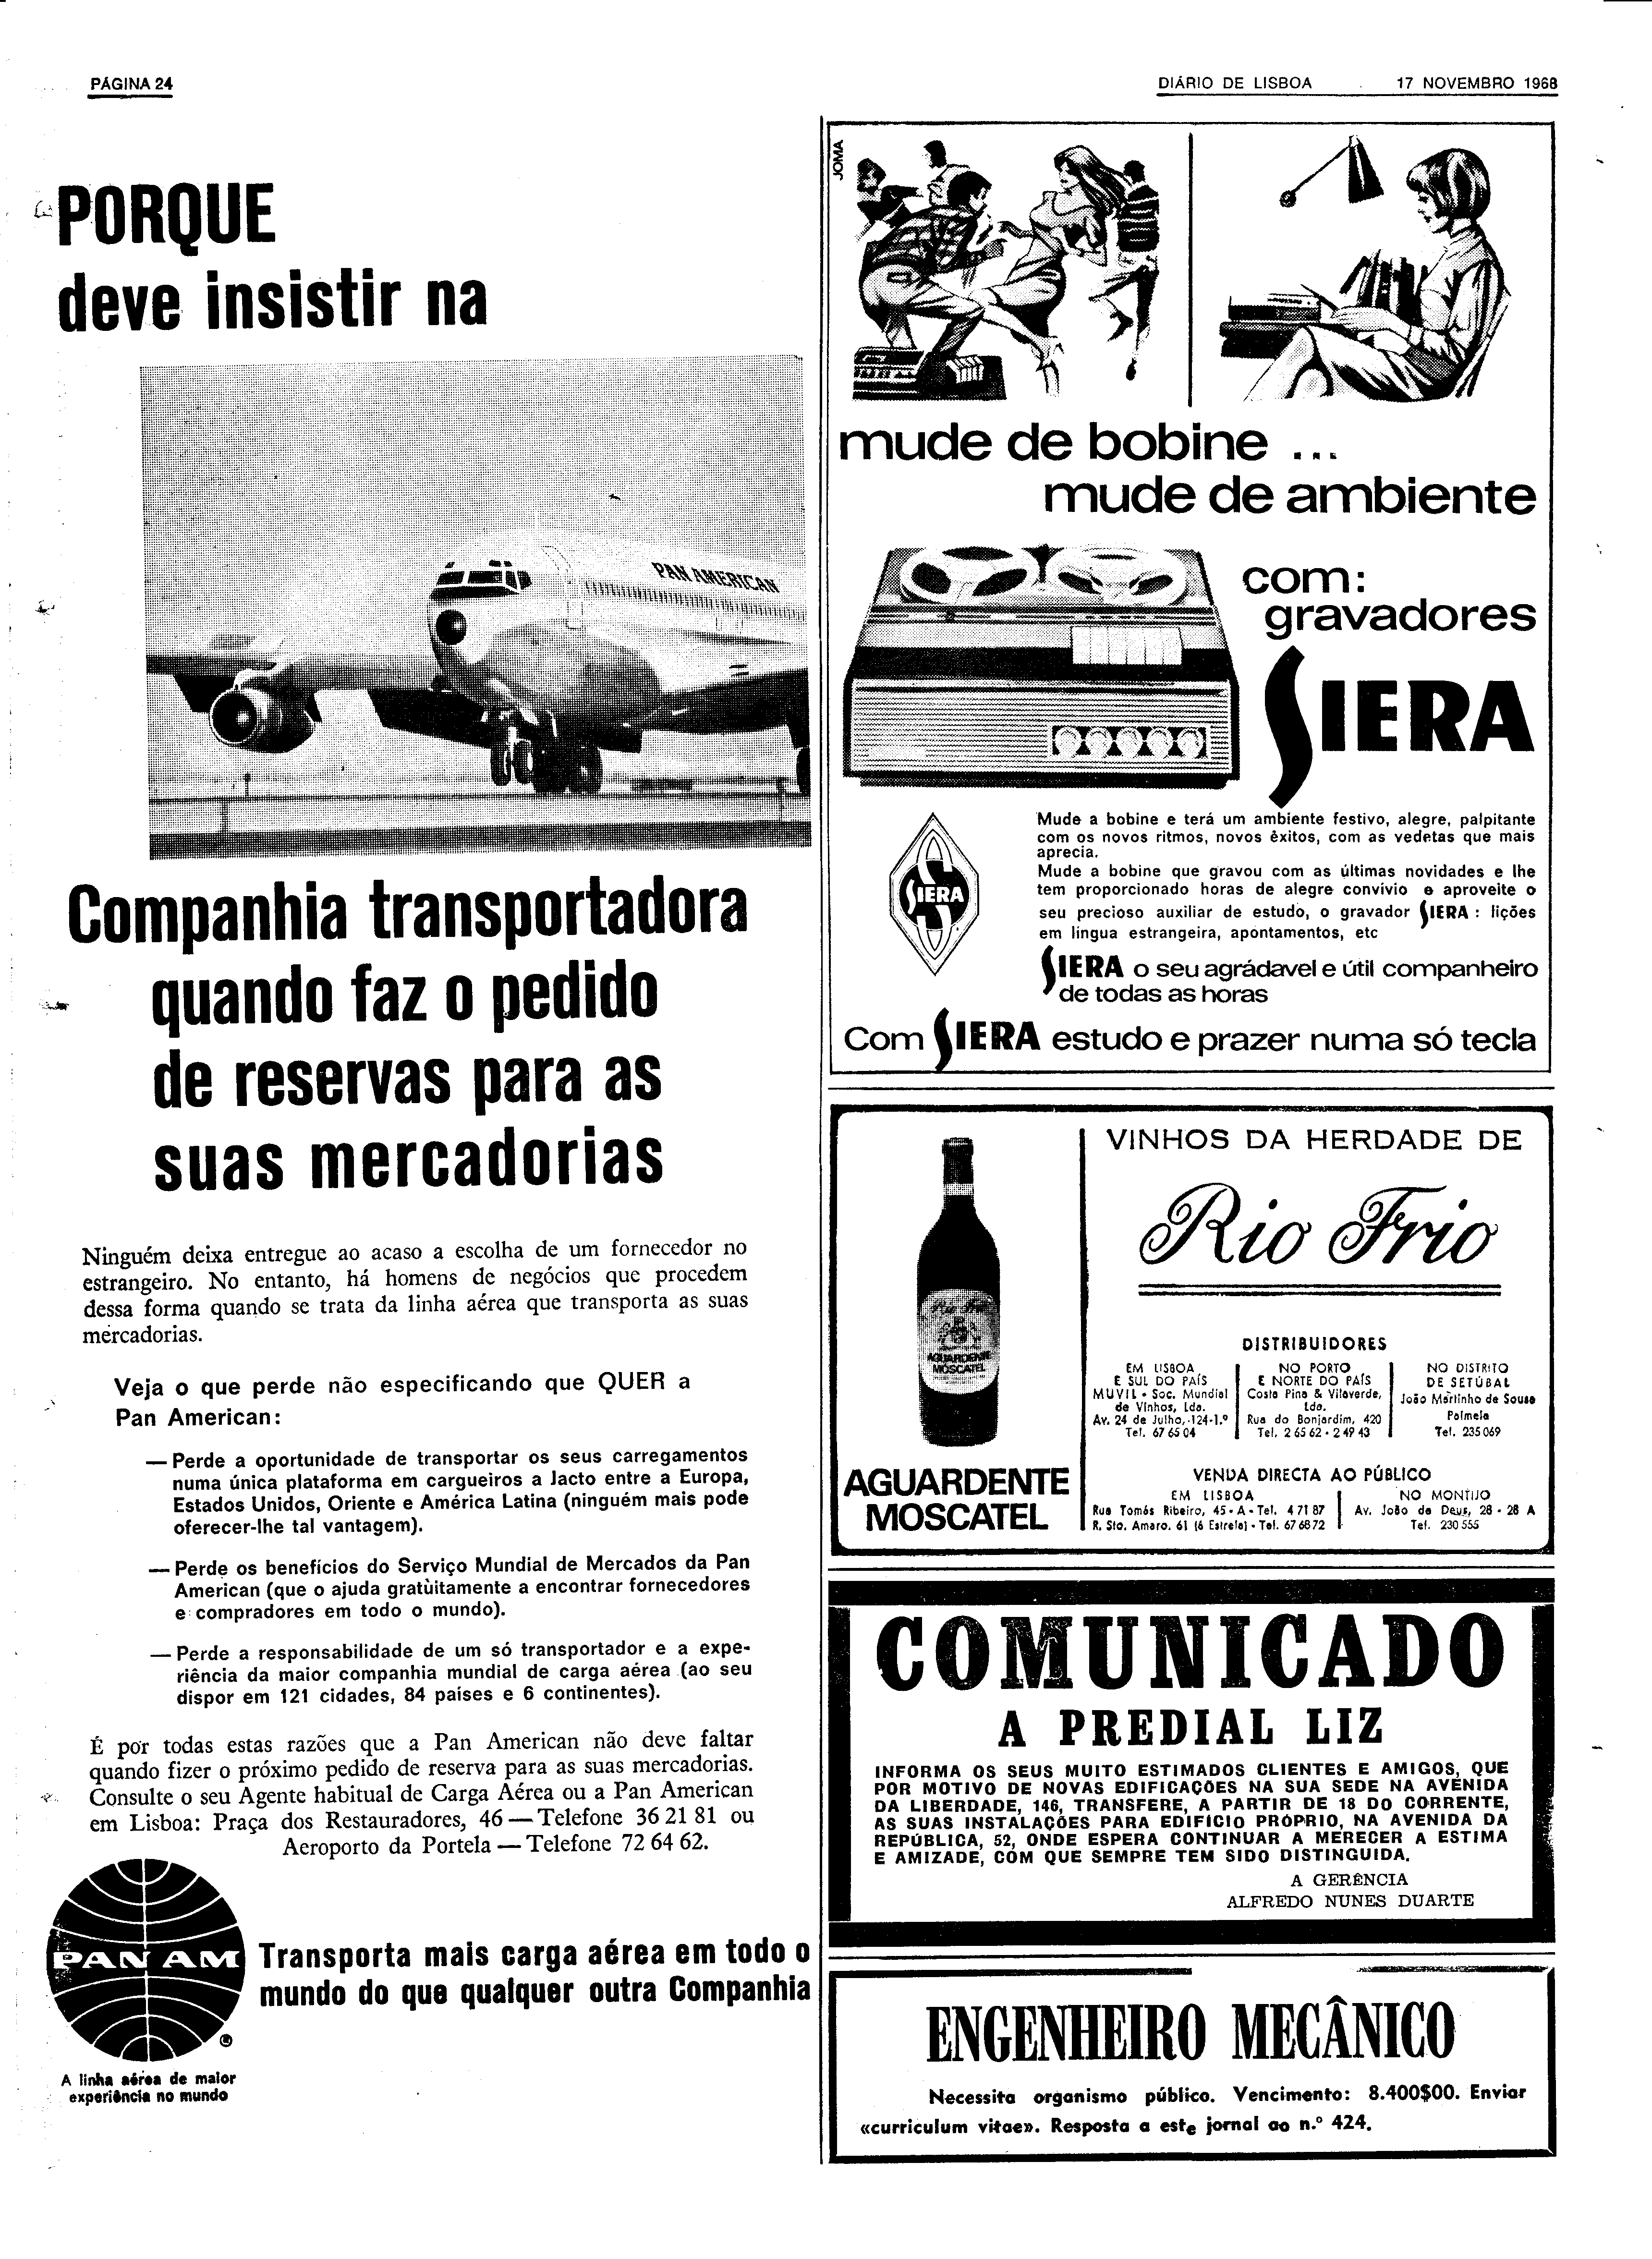 PÁGINA 24
DIÁRIO DE LISBOA
17 NOVEMBRO 1968
PORQUE
deve insistir na
PAN AMERICAN
Companhia transportadora
quando faz o pedido
de reservas para as
suas mercadorias
Ninguém deixa entregue ao acaso a escolha de um fornecedor no
estrangeiro. No entanto, há homens de negócios que procedem
dessa forma quando se trata da linha aérea que transporta as suas
mercadorias.
Veja o que perde não especificando que QUER a
Pan American:
— Perde a oportunidade de transportar os seus carregamentos
numa única plataforma em cargueiros a Jacto entre a Europa,
Estados Unidos, Oriente e América Latina (ninguém mais pode
oferecer-lhe tal vantagem).
— Perde os benefícios do Serviço Mundial de Mercados da Pan
American (que o ajuda gratùitamente a encontrar fornecedores
e compradores em todo o mundo).
— Perde a responsabilidade de um só transportador e a expe-
riência da maior companhia mundial de carga aérea (ao seu
dispor em 121 cidades, 84 países e 6 continentes).
É por todas estas razões que a Pan American não deve faltar
quando fizer o próximo pedido de reserva para as suas mercadorias.
Consulte o seu Agente habitual de Carga Aérea ou a Pan American
em Lisboa: Praça dos Restauradores, 46 — Telefone 36 21 81 ou
Aeroporto da Portela — Telefone 72 64 62.
PAN AM
Transporta mais carga aérea em todo o
mundo do que qualquer outra Companhia
A linha aérea de maior
experiência no mundo
JOMA
mude de bobine ...
mude de ambiente
com:
gravadores
SIERA
Mude a bobine e terá um ambiente festivo, alegre, palpitante
com os novos ritmos, novos êxitos, com as vedetas que mais
aprecia.
Mude a bobine que gravou com as últimas novidades e lhe
tem proporcionado horas de alegre convívio e aproveite o
seu precioso auxiliar de estudo, o gravador SIERA : lições
em língua estrangeira, apontamentos, etc
SIERA
SIERA o seu agrádavel e útil companheiro
de todas as horas
Com SIERA estudo e prazer numa só tecla
VINHOS DA HERDADE DE
Rio Frio
Rio Frio
AGUARDENTE
MOSCATEL
AGUARDENTE
MOSCATEL
DISTRIBUIDORES
EM LISBOA
E SUL DO PAÍS
MUVIL - Soc. Mundial
de Vinhos, Lda.
Av. 24 de Julho, 124-1.º
Tel. 67 65 04
NO PORTO
E NORTE DO PAÍS
Costa Pina & Vilaverde,
Lda.
Rua do Bonjardim, 420
Tel. 2 65 62 - 2 49 43
NO DISTRITO
DE SETÚBAL
João Martinho de Sousa
Palmela
Tel. 235 069
VENDA DIRECTA AO PÚBLICO
EM LISBOA
Rua Tomás Ribeiro, 45 - A - Tel. 4 71 87
R. Sto. Amaro. 61 (à Estrela) - Tel. 67 68 72
NO MONTIJO
Av. João de Deus, 28 - 28 A
Tel. 230 555
COMUNICADO
A PREDIAL LIZ
INFORMA OS SEUS MUITO ESTIMADOS CLIENTES E AMIGOS, QUE
POR MOTIVO DE NOVAS EDIFICAÇÕES NA SUA SEDE NA AVENIDA
DA LIBERDADE, 146, TRANSFERE, A PARTIR DE 18 DO CORRENTE,
AS SUAS INSTALAÇÕES PARA EDIFÍCIO PRÓPRIO, NA AVENIDA DA
REPÚBLICA, 52, ONDE ESPERA CONTINUAR A MERECER A ESTIMA
E AMIZADE, COM QUE SEMPRE TEM SIDO DISTINGUIDA.
A GERÊNCIA
ALFREDO NUNES DUARTE
ENGENHEIRO MECÂNICO
Necessita organismo público. Vencimento: 8.400$00. Enviar
«curriculum vitae». Resposta a este jornal ao n.º 424.